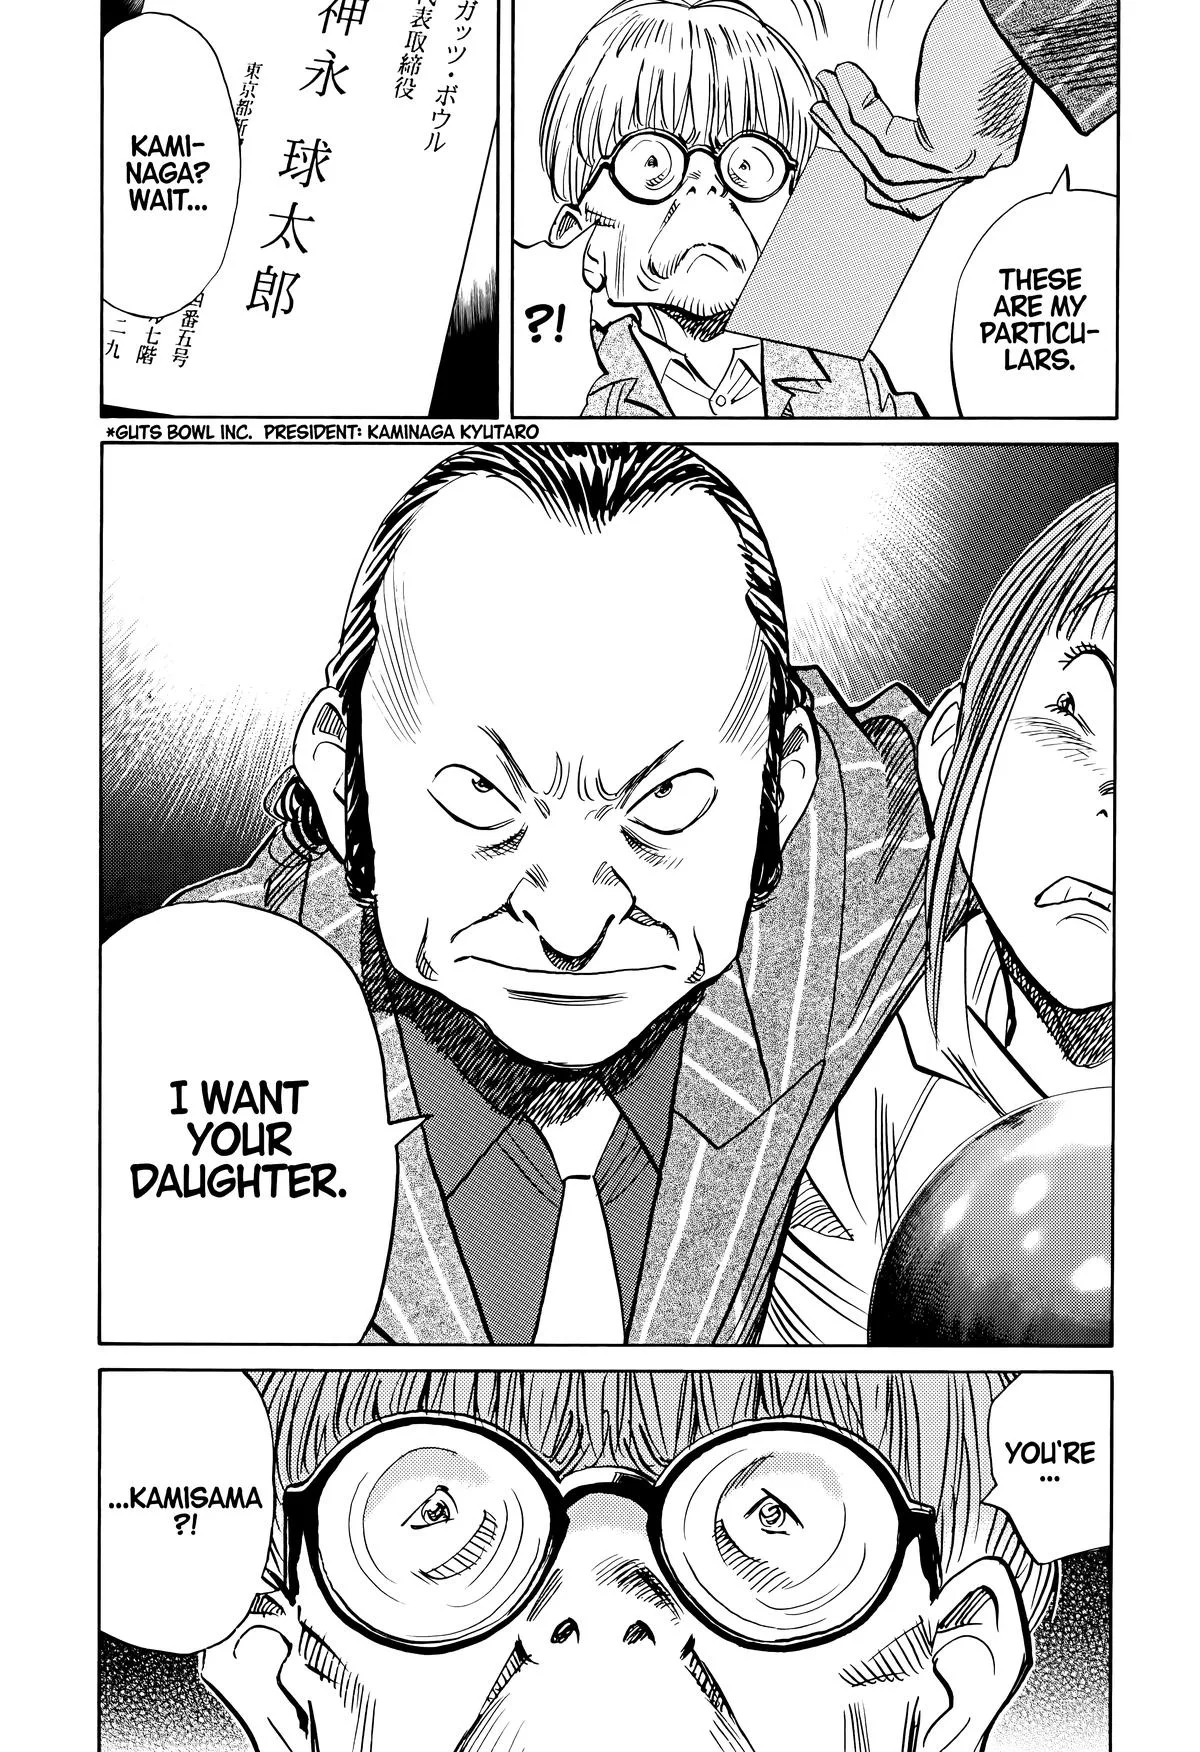 THESE
ARE MY
PARTICU-
LARS.
?!
ガッツ・ボウル
代表取締役
神永球太郎
東京都新
番五号
七階
二九
KAMI-
NAGA?
WAIT...
*GUTS BOWL INC. PRESIDENT: KAMINAGA KYUTARO
I WANT
YOUR
DAUGHTER.
YOU'RE
...
...KAMISAMA
?!